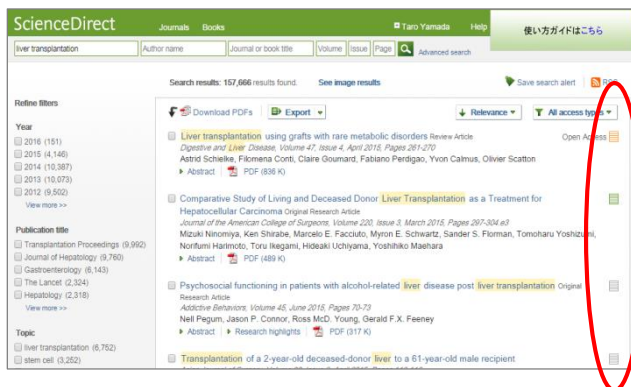 ScienceDirect
Journals Books
Taro Yamada Help
使い方ガイドはこちら
liver transplantation Author name Journal or book title Volume Issue Page Advanced search
Search results: 157,666 results found. See image results
Save search alert RSS
Refine filters
Download PDFs Export
Relevance All access types
Year
2016 (151)
2015 (4,146)
2014 (10,387)
2013 (10,073)
2012 (9,502)
View more >>
Publication title
Transplantation Proceedings (9,992)
Journal of Hepatology (9,760)
Gastroenterology (6,143)
The Lancet (2,324)
Hepatology (2,318)
View more >>
Topic
liver transplantation (6,752)
stem cell (3,252)
Liver transplantation using grafts with rare metabolic disorders Review Article
Open Access
Digestive and Liver Disease, Volume 47, Issue 4, April 2015, Pages 261-270
Astrid Schielke, Filomena Conti, Claire Goumard, Fabiano Perdigao, Yvon Calmus, Olivier Scatton
Abstract PDF (836 K)
Comparative Study of Living and Deceased Donor Liver Transplantation as a Treatment for
Hepatocellular Carcinoma Original Research Article
Journal of the American College of Surgeons, Volume 220, Issue 3, March 2015, Pages 297-304.e3
Mizuki Ninomiya, Ken Shirabe, Marcelo E. Facciuto, Myron E. Schwartz, Sander S. Florman, Tomoharu Yoshizumi,
Norifumi Harimoto, Toru Ikegami, Hideaki Uchiyama, Yoshihiko Maehara
Abstract PDF (489 K)
Psychosocial functioning in patients with alcohol-related liver disease post liver transplantation Original
Research Article
Addictive Behaviors, Volume 45, June 2015, Pages 70-73
Nell Pegum, Jason P. Connor, Ross McD. Young, Gerald F.X. Feeney
Abstract Research highlights PDF (317 K)
Transplantation of a 2-year-old deceased-donor liver to a 61-year-old male recipient